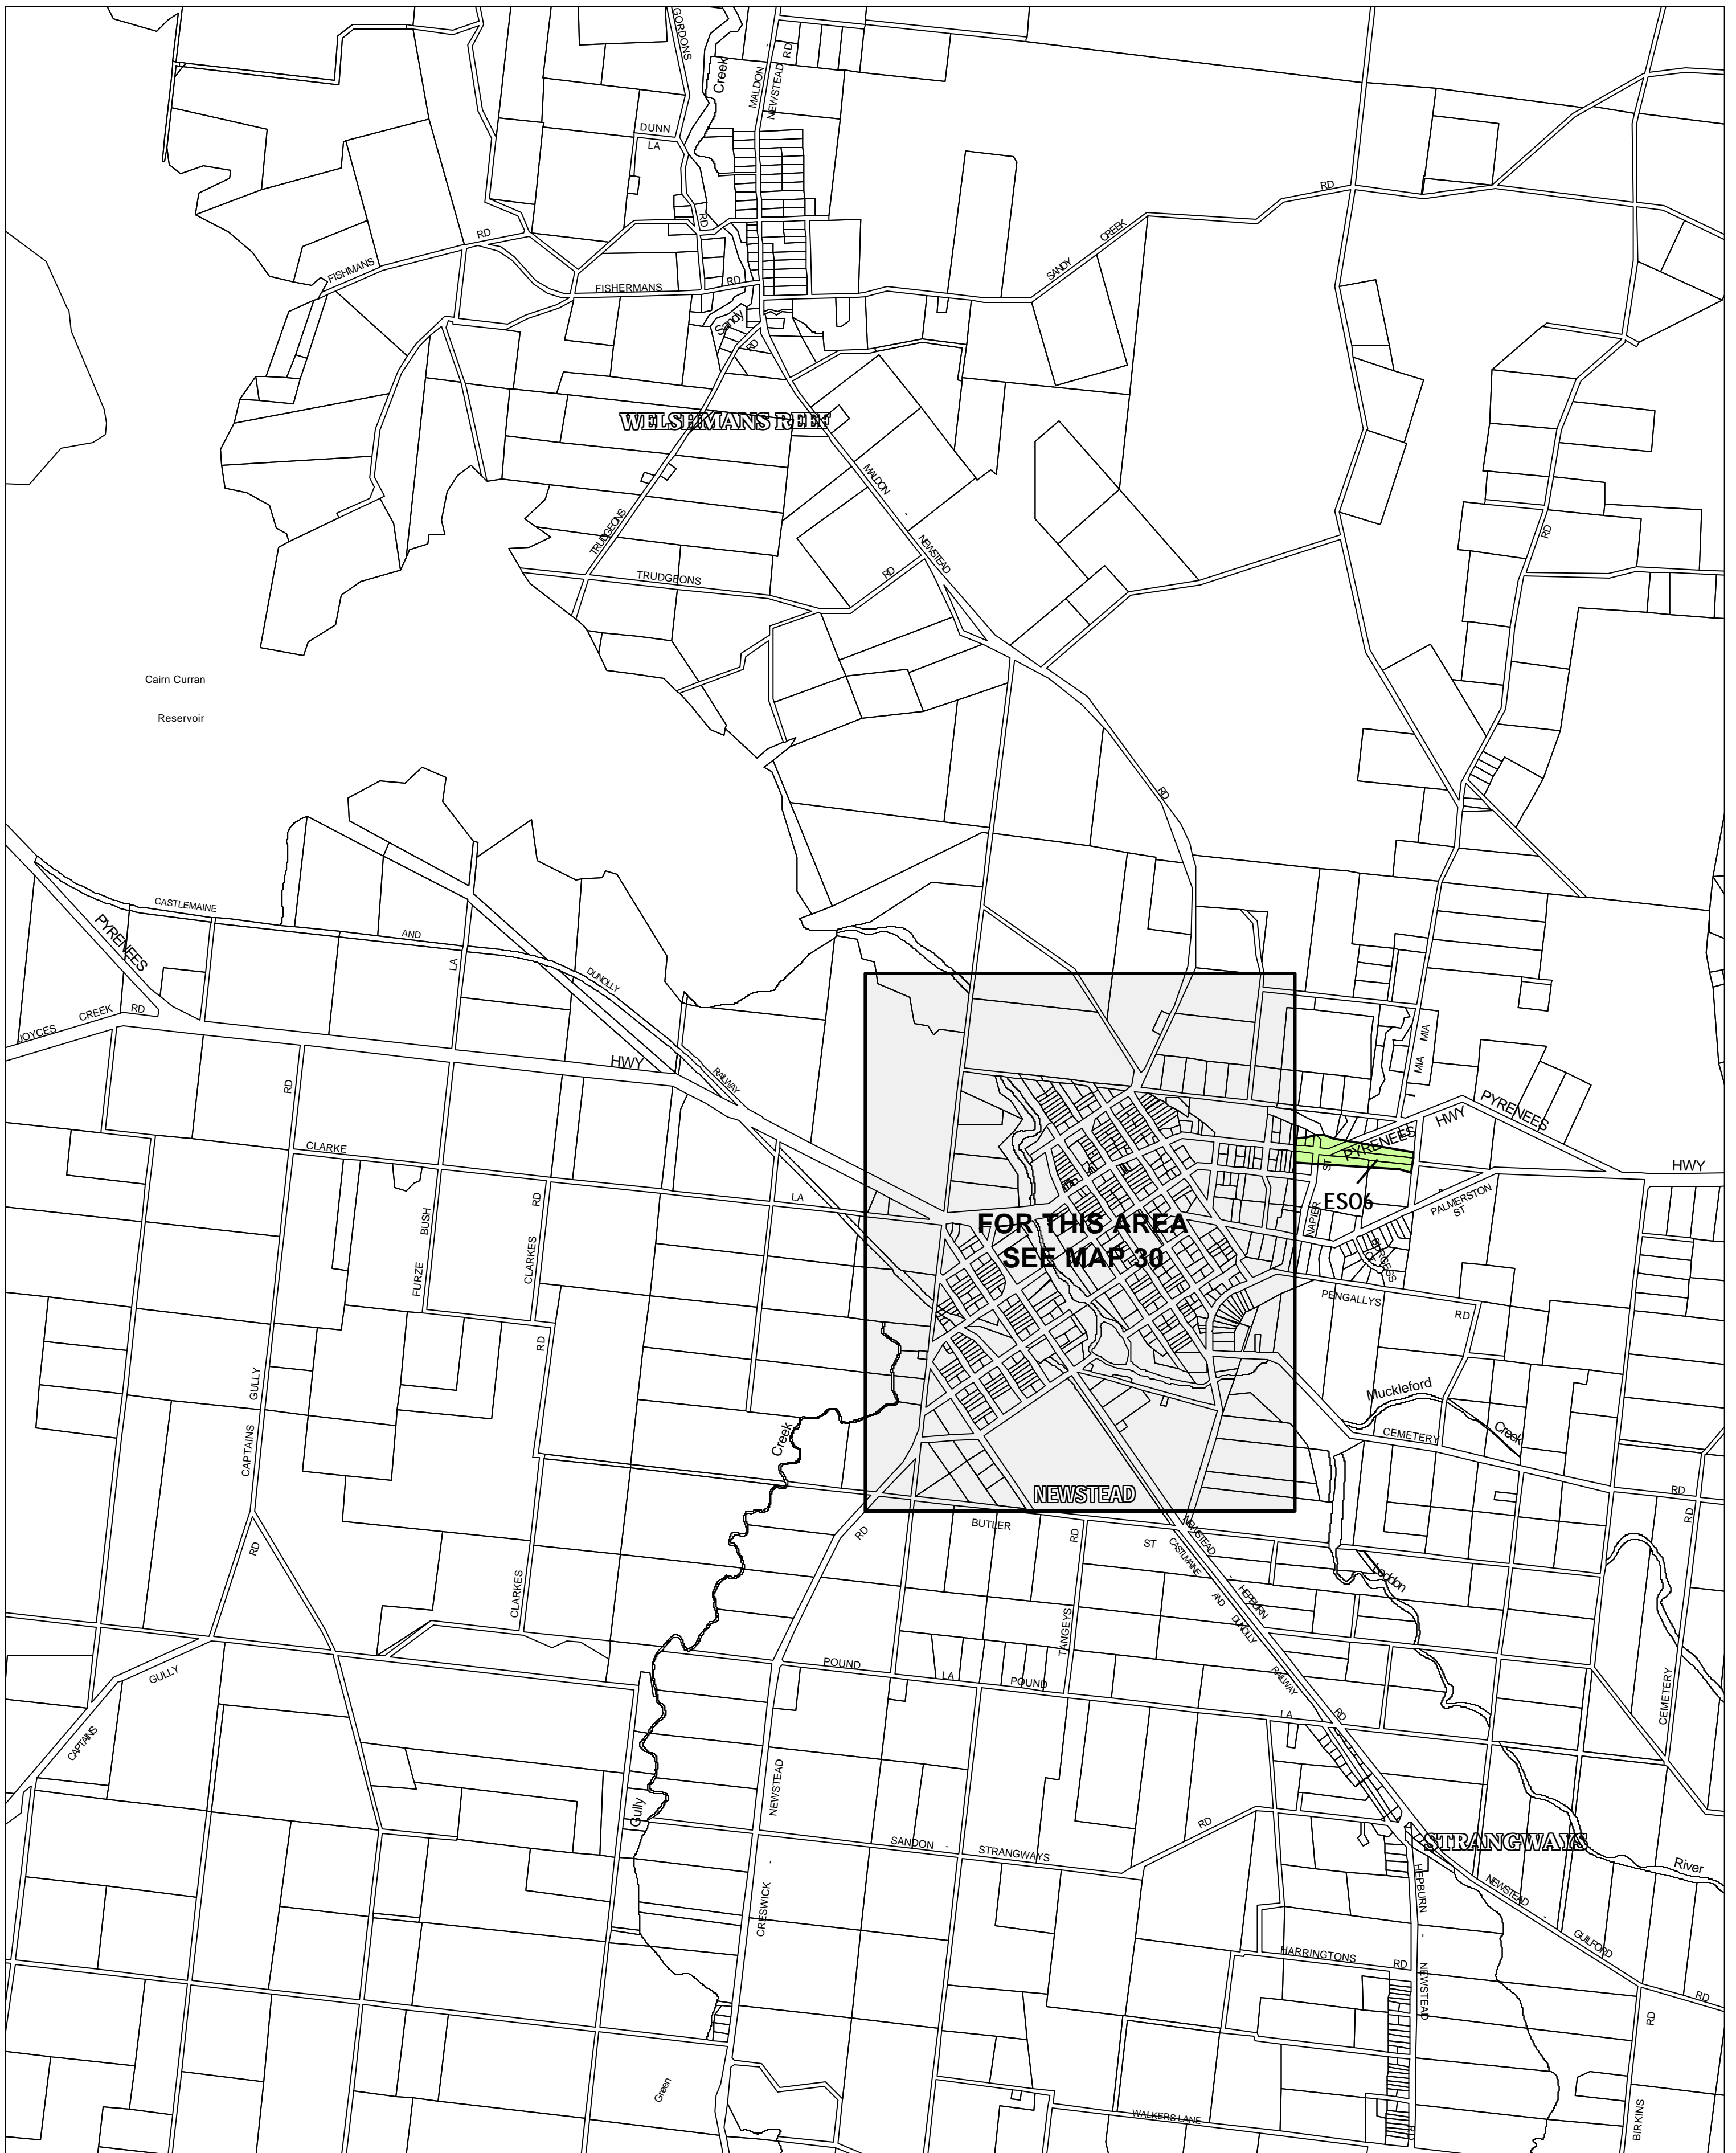 GORDONS
Creek
MALDON
-
NEWSTEAD
RD
DUNN
LA
RD
RD
SANDY
CREEK
RD
FISHMANS
RD
FISHERMANS
RD
Sandy
RD
WELSHMANS REEF
MALDON
-
NEWSTEAD
RD
TRUDGEONS
TRUDGEONS
RD
RD
Cairn Curran
Reservoir
CASTLEMAINE
AND
DUNOLLY
RAILWAY
PYRENEES
HWY
LA
JOYCES
CREEK
RD
RD
MIA
MIA
PYRENEES
HWY
PYRENEES
HWY
ST
ESO6
NAPIER
PALMERSTON
ST
BURGESS
CLARKE
LA
FOR THIS AREA
SEE MAP 30
BUSH
FURZE
RD
CLARKES
RD
PENGALLYS
RD
GULLY
CAPTAINS
RD
Muckleford
Creek
CEMETERY
RD
RD
Creek
NEWSTEAD
RD
BUTLER
ST
RD
TANGEYS
NEWSTEAD
-
HEPBURN
RD
CASTLMAINE
AND
DUNOLLY
RAILWAY
Loddon
CLARKES
GULLY
CAPTAINS
POUND
LA
POUND
LA
CEMETERY
NEWSTEAD
-
CRESWICK
Gully
SANDON
-
STRANGWAYS
RD
STRANGWAYS
River
HEPBURN
-
NEWSTEAD
RD
NEWSTEAD
-
GUILFORD
RD
HARRINGTONS
RD
RD
BIRKINS
Green
WALKERS LANE